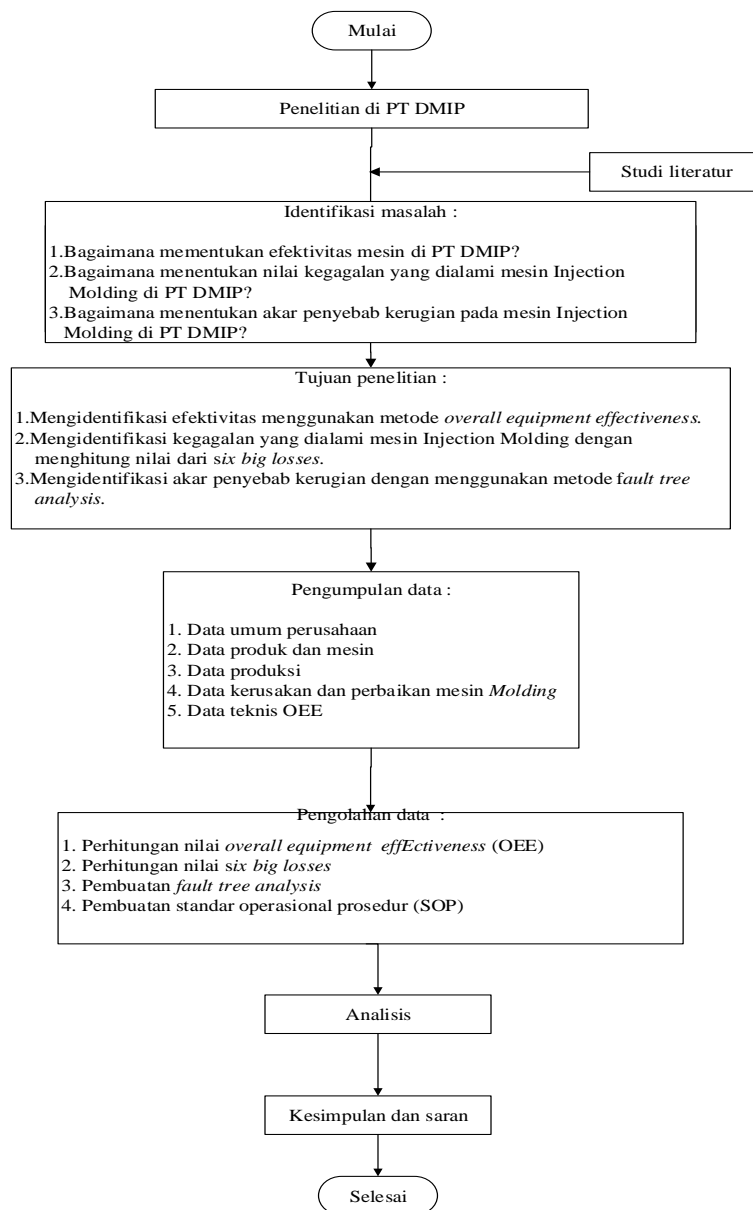 Mulai
Penelitian di PT DMIP
Studi literatur
Identifikasi masalah :
1.Bagaimana mementukan efektivitas mesin di PT DMIP?
2.Bagaimana menentukan nilai kegagalan yang dialami mesin Injection
Molding di PT DMIP?
3.Bagaimana menentukan akar penyebab kerugian pada mesin Injection
Molding di PT DMIP?
Tujuan penelitian :
1.Mengidentifikasi efektivitas menggunakan metode overall equipment effectiveness.
2.Mengidentifikasi kegagalan yang dialami mesin Injection Molding dengan
menghitung nilai dari six big losses.
3.Mengidentifikasi akar penyebab kerugian dengan menggunakan metode fault tree
analysis.
Pengumpulan data :
1. Data umum perusahaan
2. Data produk dan mesin
3. Data produksi
4. Data kerusakan dan perbaikan mesin Molding
5. Data teknis OEE
Pengolahan data :
1. Perhitungan nilai overall equipment effEctiveness (OEE)
2. Perhitungan nilai six big losses
3. Pembuatan fault tree analysis
4. Pembuatan standar operasional prosedur (SOP)
Analisis
Kesimpulan dan saran
Selesai